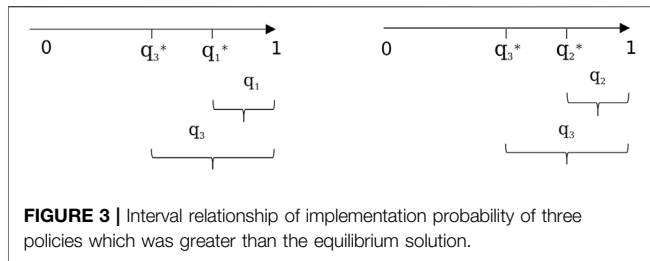 0 q₃* q₁* 1
q₁
q₃
0 q₃* q₂* 1
q₂
q₃
FIGURE 3 | Interval relationship of implementation probability of three
policies which was greater than the equilibrium solution.